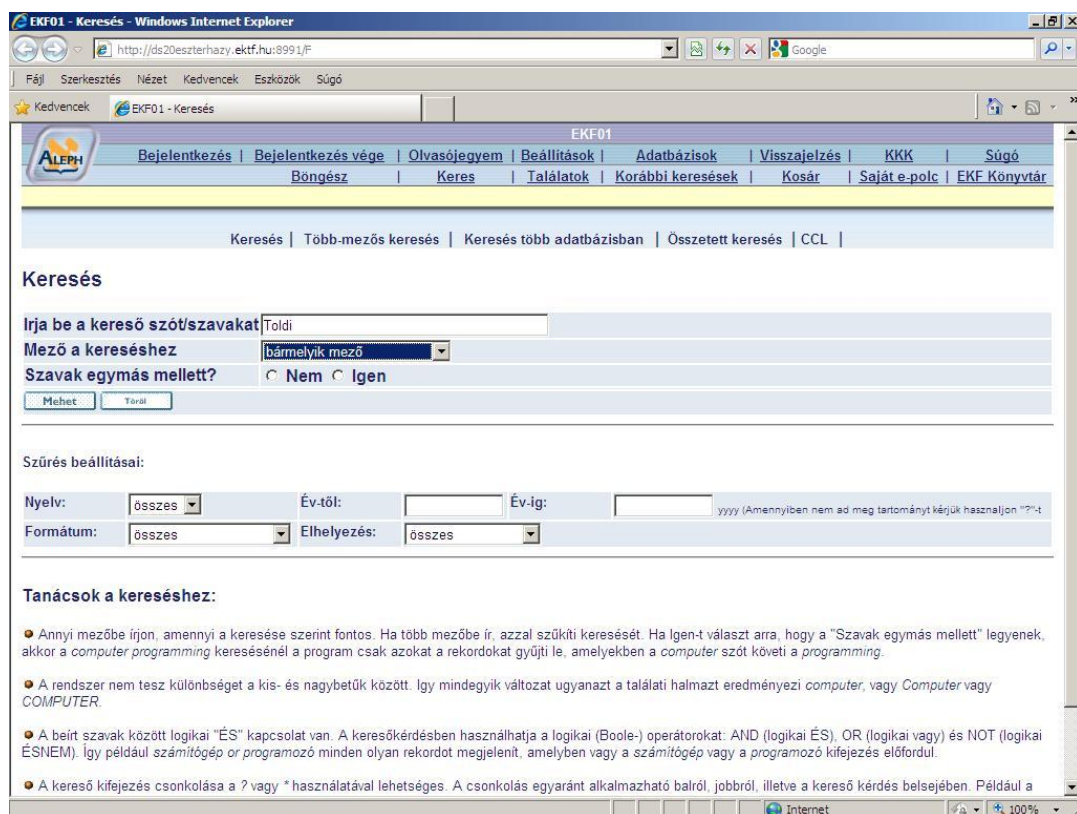 EKF01 - Keresés - Windows Internet Explorer
http://ds20eszterhazy.ektf.hu:8991/F
Google
Fájl Szerkesztés Nézet Kedvencek Eszközök Súgó
Kedvencek EKF01 - Keresés
EKF01
ALEPH
Bejelentkezés | Bejelentkezés vége | Olvasójegyem | Beállítások | Adatbázisok | Visszajelzés | KKK | Súgó
Böngész | Keres | Találatok | Korábbi keresések | Kosár | Saját e-polc | EKF Könyvtár
Keresés | Több-mezős keresés | Keresés több adatbázisban | Összetett keresés | CCL |
Keresés
Irja be a kereső szót/szavakat Toldi
Mező a kereséshez bármelyik mező
Szavak egymás mellett? Nem Igen
Mehet Töröl
Szűrés beállításai:
Nyelv: összes Év-től: Év-ig: yyyy (Amennyiben nem ad meg tartományt kérjük használjon "?"-t
Formátum: összes Elhelyezés: összes
Tanácsok a kereséshez:
Annyi mezőbe írjon, amennyi a keresése szerint fontos. Ha több mezőbe ír, azzal szűkíti keresését. Ha Igen-t választ arra, hogy a "Szavak egymás mellett" legyenek,
akkor a computer programming keresésénél a program csak azokat a rekordokat gyűjti le, amelyekben a computer szót követi a programming.
A rendszer nem tesz különbséget a kis- és nagybetűk között. Igy mindegyik változat ugyanazt a találati halmazt eredményezi computer, vagy Computer vagy
COMPUTER.
A beírt szavak között logikai "ÉS" kapcsolat van. A keresőkérdésben használhatja a logikai (Boole-) operátorokat: AND (logikai ÉS), OR (logikai vagy) és NOT (logikai
ÉSNEM). Így például számítógép or programozó minden olyan rekordot megjelenít, amelyben vagy a számítógép vagy a programozó kifejezés előfordul.
A kereső kifejezés csonkolása a ? vagy * használatával lehetséges. A csonkolás egyaránt alkalmazható balról, jobbról, illetve a kereső kérdés belsejében. Például a
Internet 100%